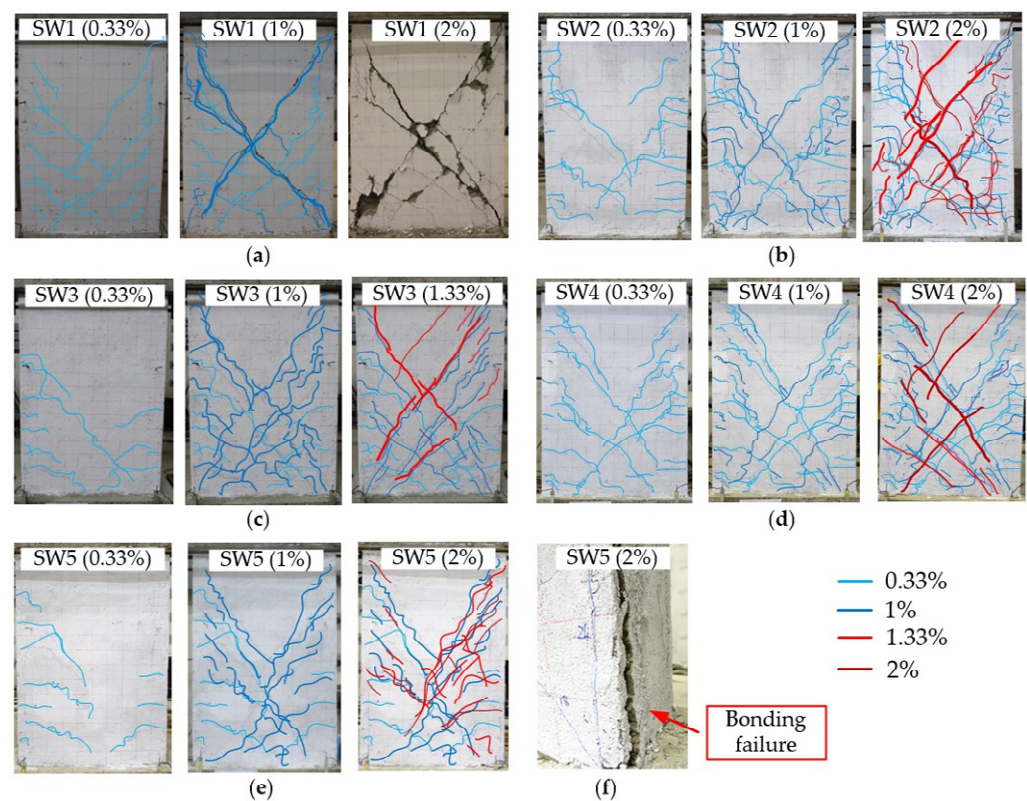 SW1 (0.33%)
SW1 (1%)
SW1 (2%)
SW2 (0.33%)
SW2 (1%)
SW2 (2%)
(a)
(b)
SW3 (0.33%)
SW3 (1%)
SW3 (1.33%)
SW4 (0.33%)
SW4 (1%)
SW4 (2%)
(c)
(d)
SW5 (0.33%)
SW5 (1%)
SW5 (2%)
SW5 (2%)
0.33%
1%
1.33%
2%
Bonding
failure
(e)
(f)